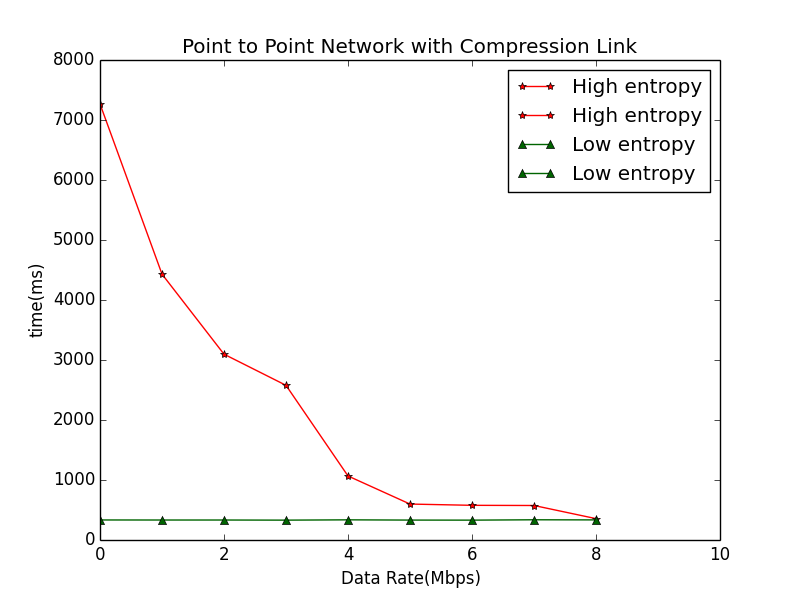 Point to Point Network with Compression Link
8000
7000
6000
5000
4000
3000
2000
1000
0
time(ms)
High entropy
High entropy
Low entropy
Low entropy
0 2 4 6 8 10
Data Rate(Mbps)